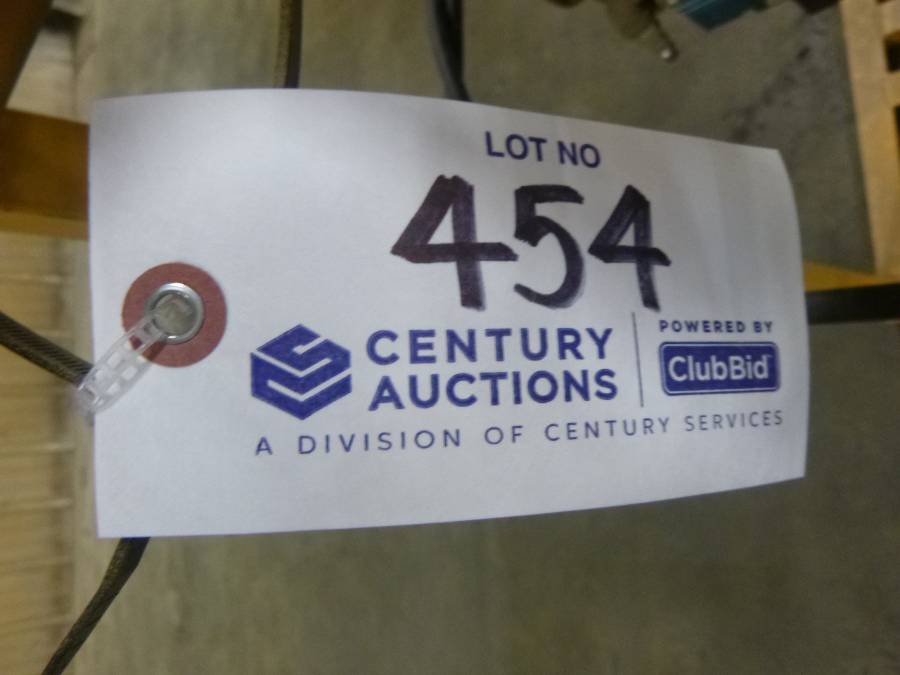 LOT NO
454
CENTURY
AUCTIONS
POWERED BY
ClubBid
A DIVISION OF CENTURY SERVICES